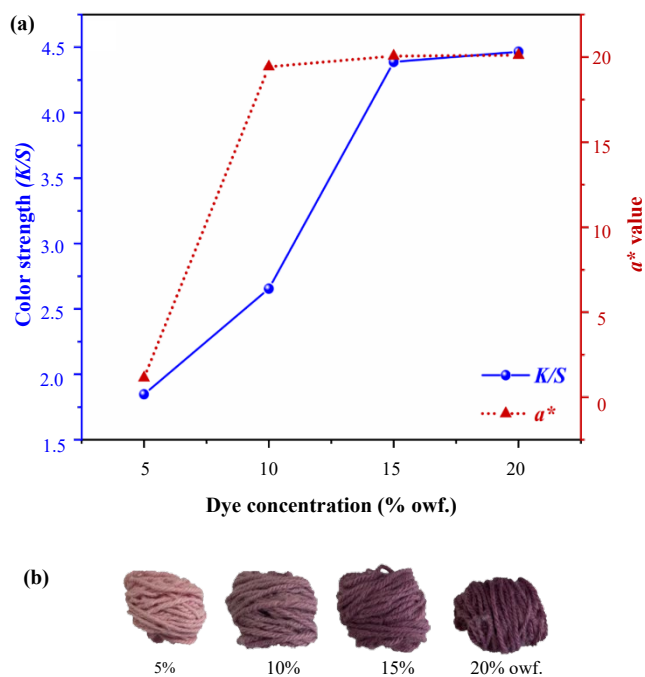 (a)
4.5
4.0
3.5
3.0
2.5
2.0
1.5
Color strength (K/S)
20
15
10
5
0
a* value
K/S
a*
5 10 15 20
Dye concentration (% owf.)
(b)
5% 10% 15% 20% owf.